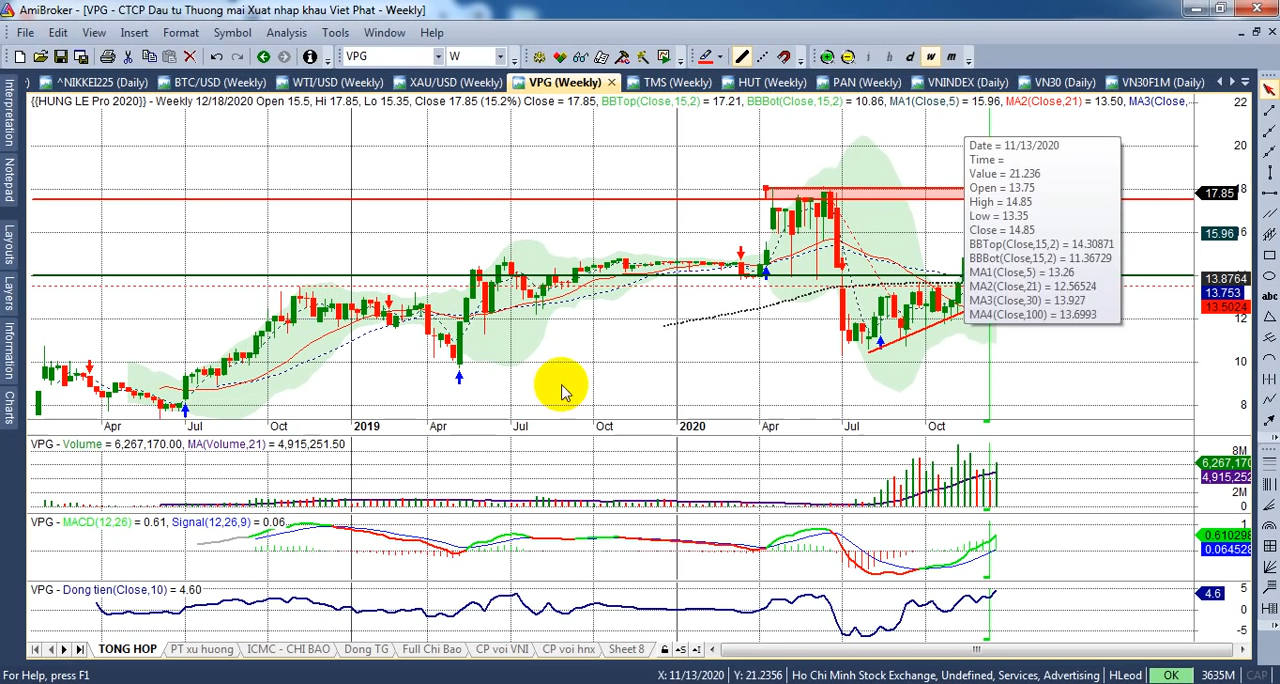 AmiBroker - [VPG - CTCP Dau tu Thuong mai Xuat nhap khau Viet Phat - Weekly]
File Edit View Insert Format Symbol Analysis Tools Window Help
VPG W i h d w m
^NIKKEI225 (Daily) BTC/USD (Weekly) WTI/USD (Weekly) XAU/USD (Weekly) VPG (Weekly) TMS (Weekly) HUT (Weekly) PAN (Weekly) VNINDEX (Daily) VN30 (Daily) VN30F1M (Daily)
{{HUNG LE Pro 2020}} - Weekly 12/18/2020 Open 15.5, Hi 17.85, Lo 15.35, Close 17.85 (15.2%) Close = 17.85, BBTop(Close,15,2) = 17.21, BBBot(Close,15,2) = 10.86, MA1(Close,5) = 15.96, MA2(Close,21) = 13.50, MA3(Close,
Interpretation
Notepad
Layouts
Layers
Information
Charts
abc
Date = 11/13/2020
Time =
Value = 21.236
Open = 13.75
High = 14.85
Low = 13.35
Close = 14.85
BBTop(Close,15,2) = 14.30871
BBBot(Close,15,2) = 11.36729
MA1(Close,5) = 13.26
MA2(Close,21) = 12.56524
MA3(Close,30) = 13.927
MA4(Close,100) = 13.6993
22
20
17.85 8
15.96 6
13.8764
13.753
13.5024
12
10
8
Apr Jul Oct 2019 Apr Jul Oct 2020 Apr Jul Oct
VPG - Volume = 6,267,170.00, MA(Volume,21) = 4,915,251.50
8M
6,267,170
4,915,252
2M
0
VPG - MACD(12,26) = 0.61, Signal(12,26,9) = 0.06
1
0.610298
0.064528
VPG - Dong tien(Close,10) = 4.60
5
4.6
0
-5
TONG HOP PT xu huong ICMC - CHI BAO Dong TG Full Chi Bao CP voi VNI CP voi hnx Sheet 8
For Help, press F1 X: 11/13/2020 Y: 21.2356 Ho Chi Minh Stock Exchange, Undefined, Services, Advertising HLeod OK 3635M CAP